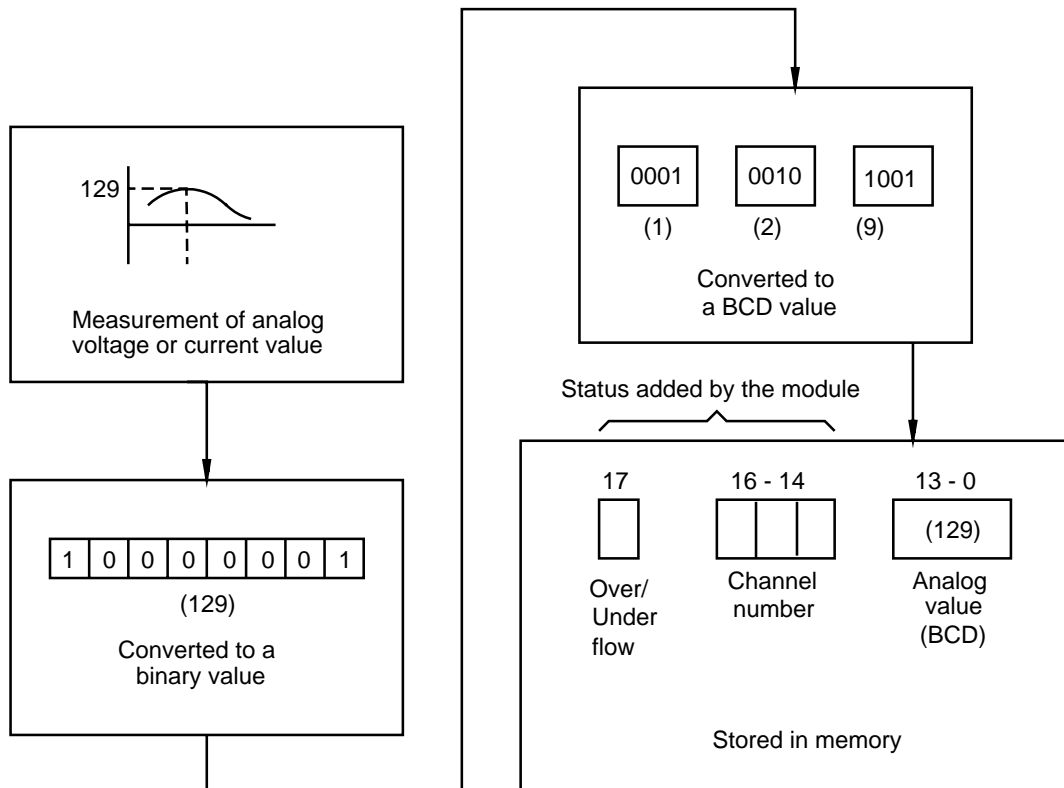 129
Measurement of analog
voltage or current value
1 0 0 0 0 0 0 1
(129)
Converted to a
binary value
0001 0010 1001
(1) (2) (9)
Converted to
a BCD value
Status added by the module
17 16 - 14 13 - 0
(129)
Over/
Under
flow
Channel
number
Analog
value
(BCD)
Stored in memory